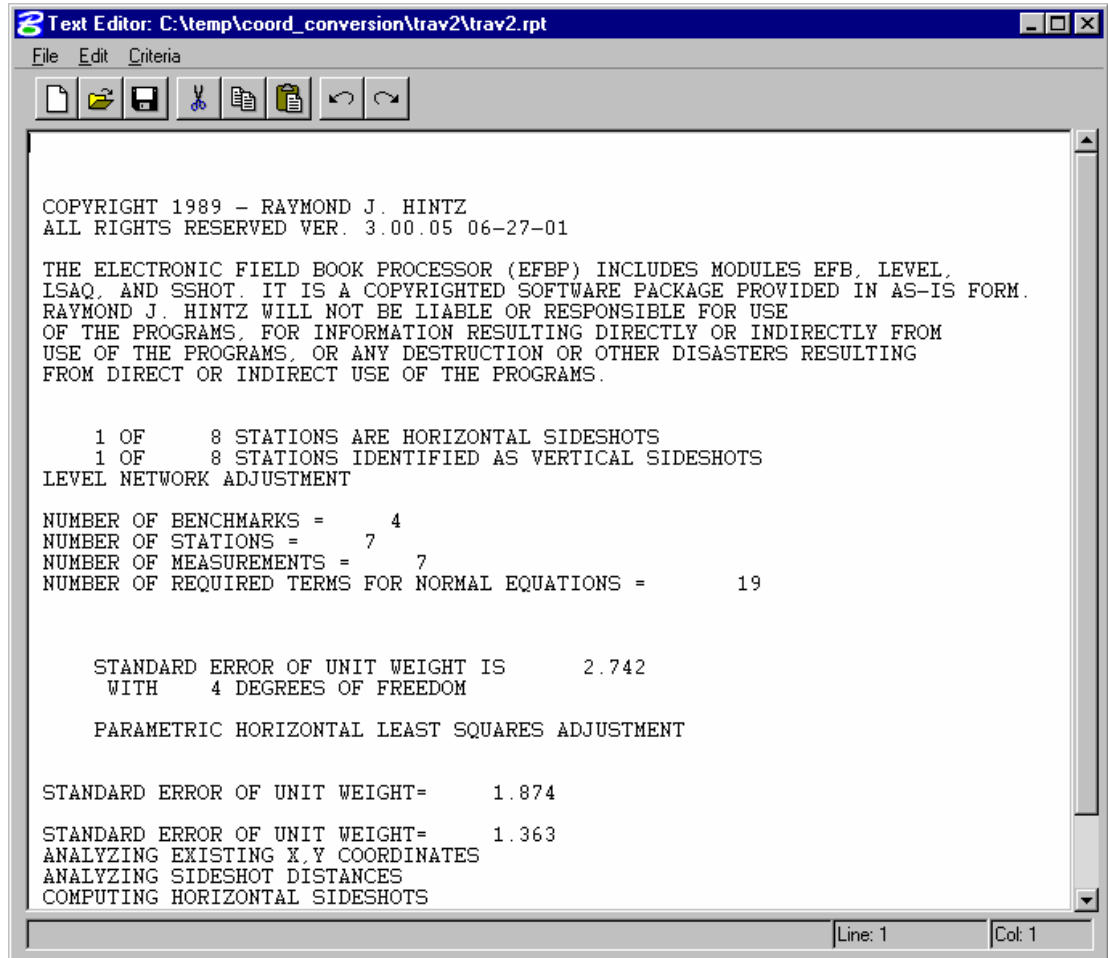 Text Editor: C:\temp\coord_conversion\trav2\trav2.rpt
File Edit Criteria
COPYRIGHT 1989 – RAYMOND J. HINTZ
ALL RIGHTS RESERVED VER. 3.00.05 06–27–01
THE ELECTRONIC FIELD BOOK PROCESSOR (EFBP) INCLUDES MODULES EFB, LEVEL,
LSAQ, AND SSHOT. IT IS A COPYRIGHTED SOFTWARE PACKAGE PROVIDED IN AS–IS FORM.
RAYMOND J. HINTZ WILL NOT BE LIABLE OR RESPONSIBLE FOR USE
OF THE PROGRAMS, FOR INFORMATION RESULTING DIRECTLY OR INDIRECTLY FROM
USE OF THE PROGRAMS, OR ANY DESTRUCTION OR OTHER DISASTERS RESULTING
FROM DIRECT OR INDIRECT USE OF THE PROGRAMS.
1 OF 8 STATIONS ARE HORIZONTAL SIDESHOTS
1 OF 8 STATIONS IDENTIFIED AS VERTICAL SIDESHOTS
LEVEL NETWORK ADJUSTMENT
NUMBER OF BENCHMARKS = 4
NUMBER OF STATIONS = 7
NUMBER OF MEASUREMENTS = 7
NUMBER OF REQUIRED TERMS FOR NORMAL EQUATIONS = 19
STANDARD ERROR OF UNIT WEIGHT IS 2.742
WITH 4 DEGREES OF FREEDOM
PARAMETRIC HORIZONTAL LEAST SQUARES ADJUSTMENT
STANDARD ERROR OF UNIT WEIGHT= 1.874
STANDARD ERROR OF UNIT WEIGHT= 1.363
ANALYZING EXISTING X,Y COORDINATES
ANALYZING SIDESHOT DISTANCES
COMPUTING HORIZONTAL SIDESHOTS
Line: 1 Col: 1